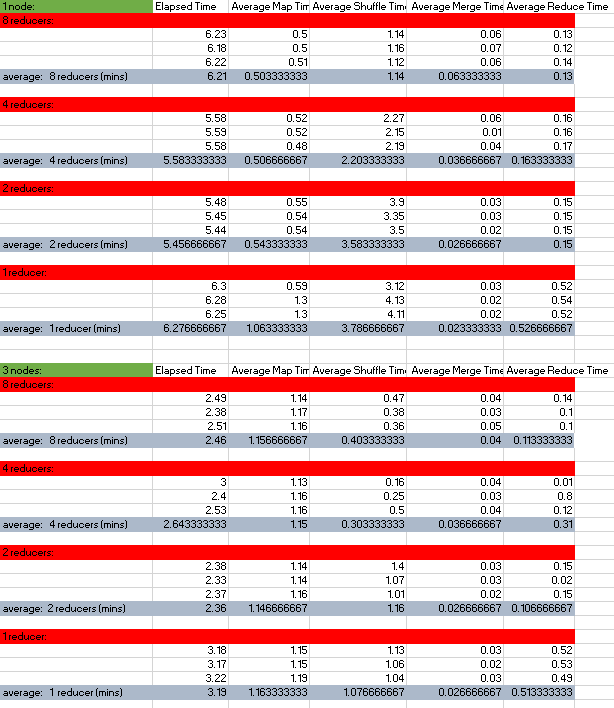 1 node: Elapsed Time Average Map Tim Average Shuffle Time Average Merge Time Average Reduce Time
8 reducers:
6.23 0.5 1.14 0.06 0.13
6.18 0.5 1.16 0.07 0.12
6.22 0.51 1.12 0.06 0.14
average: 8 reducers (mins) 6.21 0.503333333 1.14 0.063333333 0.13
4 reducers:
5.58 0.52 2.27 0.06 0.16
5.59 0.52 2.15 0.01 0.16
5.58 0.48 2.19 0.04 0.17
average: 4 reducers (mins) 5.583333333 0.506666667 2.203333333 0.036666667 0.163333333
2 reducers:
5.48 0.55 3.9 0.03 0.15
5.45 0.54 3.35 0.03 0.15
5.44 0.54 3.5 0.02 0.15
average: 2 reducers (mins) 5.456666667 0.543333333 3.583333333 0.026666667 0.15
1 reducer:
6.3 0.59 3.12 0.03 0.52
6.28 1.3 4.13 0.02 0.54
6.25 1.3 4.11 0.02 0.52
average: 1 reducer (mins) 6.276666667 1.063333333 3.786666667 0.023333333 0.526666667
3 nodes: Elapsed Time Average Map Tim Average Shuffle Time Average Merge Time Average Reduce Time
8 reducers:
2.49 1.14 0.47 0.04 0.14
2.38 1.17 0.38 0.03 0.1
2.51 1.16 0.36 0.05 0.1
average: 8 reducers (mins) 2.46 1.156666667 0.403333333 0.04 0.113333333
4 reducers:
3 1.13 0.16 0.04 0.01
2.4 1.16 0.25 0.03 0.8
2.53 1.16 0.5 0.04 0.12
average: 4 reducers (mins) 2.643333333 1.15 0.303333333 0.036666667 0.31
2 reducers:
2.38 1.14 1.4 0.03 0.15
2.33 1.14 1.07 0.03 0.02
2.37 1.16 1.01 0.02 0.15
average: 2 reducers (mins) 2.36 1.146666667 1.16 0.026666667 0.106666667
1 reducer:
3.18 1.15 1.13 0.03 0.52
3.17 1.15 1.06 0.02 0.53
3.22 1.19 1.04 0.03 0.49
average: 1 reducer (mins) 3.19 1.163333333 1.076666667 0.026666667 0.513333333